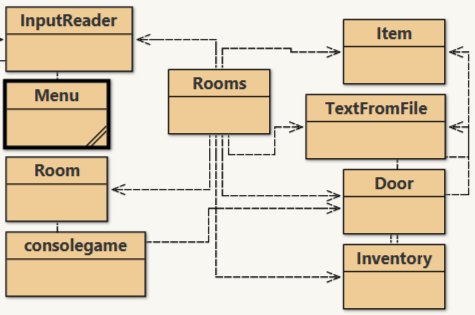 InputReader
Menu
Room
consolegame
Rooms
Item
TextFromFile
Door
Inventory